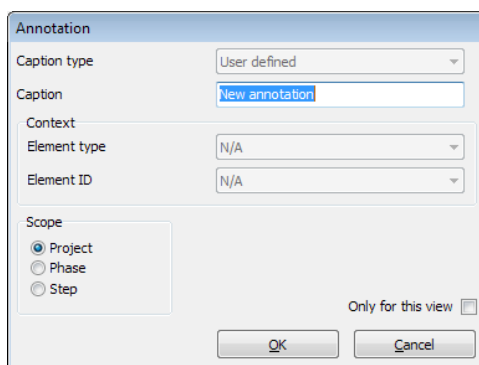 Annotation
Caption type User defined
Caption New annotation
Context
Element type N/A
Element ID N/A
Scope
Project
Phase
Step
Only for this view
OK Cancel